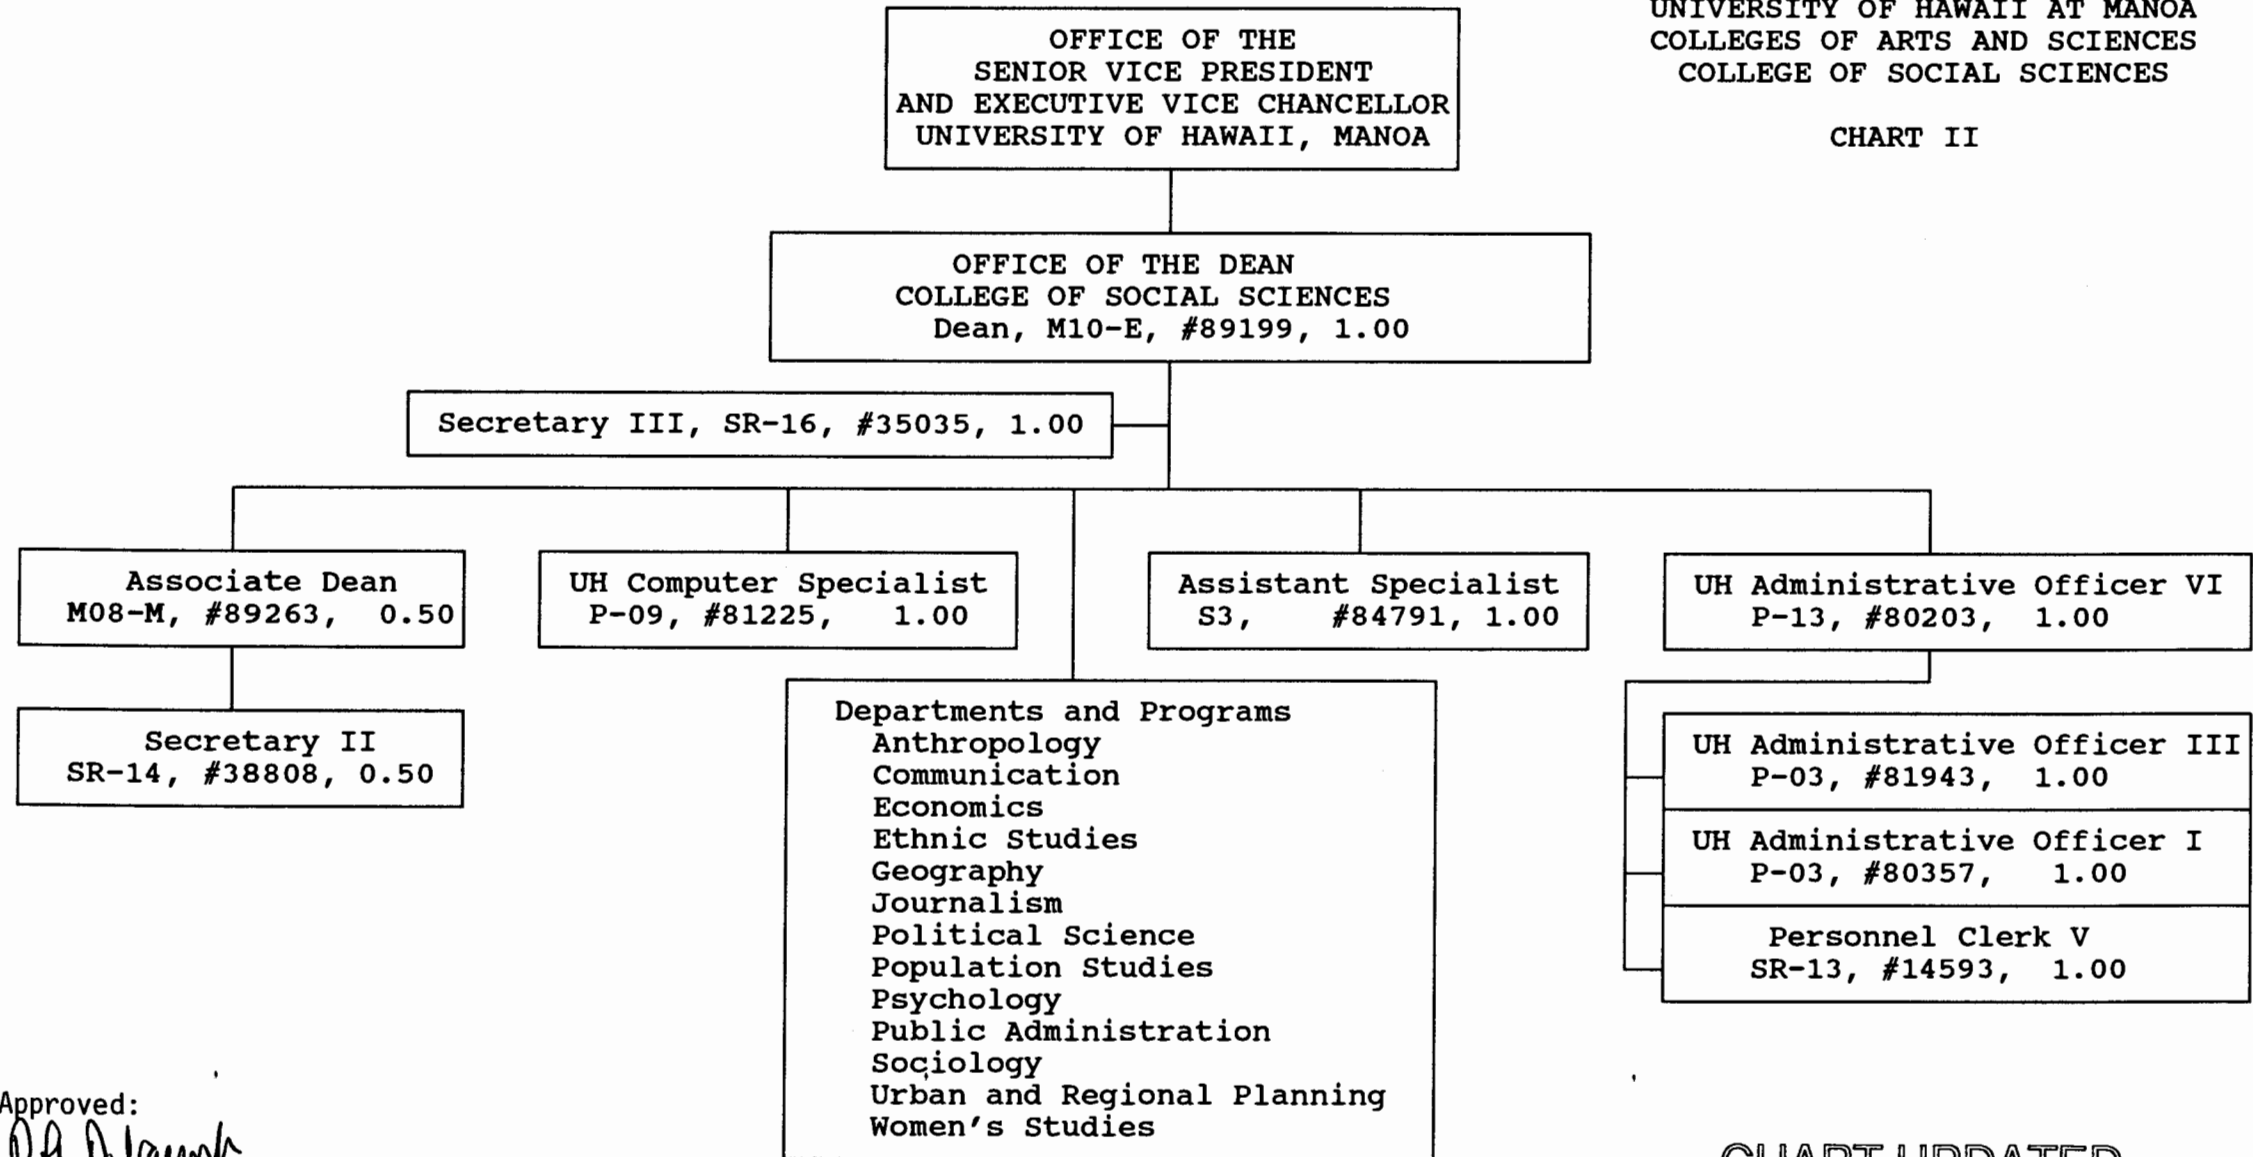 UNIVERSITY OF HAWAII AT MANOA
COLLEGES OF ARTS AND SCIENCES
COLLEGE OF SOCIAL SCIENCES
CHART II
OFFICE OF THE
SENIOR VICE PRESIDENT
AND EXECUTIVE VICE CHANCELLOR
UNIVERSITY OF HAWAII, MANOA
OFFICE OF THE DEAN
COLLEGE OF SOCIAL SCIENCES
Dean, M10-E, #89199, 1.00
Secretary III, SR-16, #35035, 1.00
Associate Dean
M08-M, #89263, 0.50
Secretary II
SR-14, #38808, 0.50
UH Computer Specialist
P-09, #81225, 1.00
Departments and Programs
Anthropology
Communication
Economics
Ethnic Studies
Geography
Journalism
Political Science
Population Studies
Psychology
Public Administration
Sociology
Urban and Regional Planning
Women's Studies
Assistant Specialist
S3, #84791, 1.00
UH Administrative Officer VI
P-13, #80203, 1.00
UH Administrative Officer III
P-03, #81943, 1.00
UH Administrative Officer I
P-03, #80357, 1.00
Personnel Clerk V
SR-13, #14593, 1.00
Approved:
CHART UPDATED